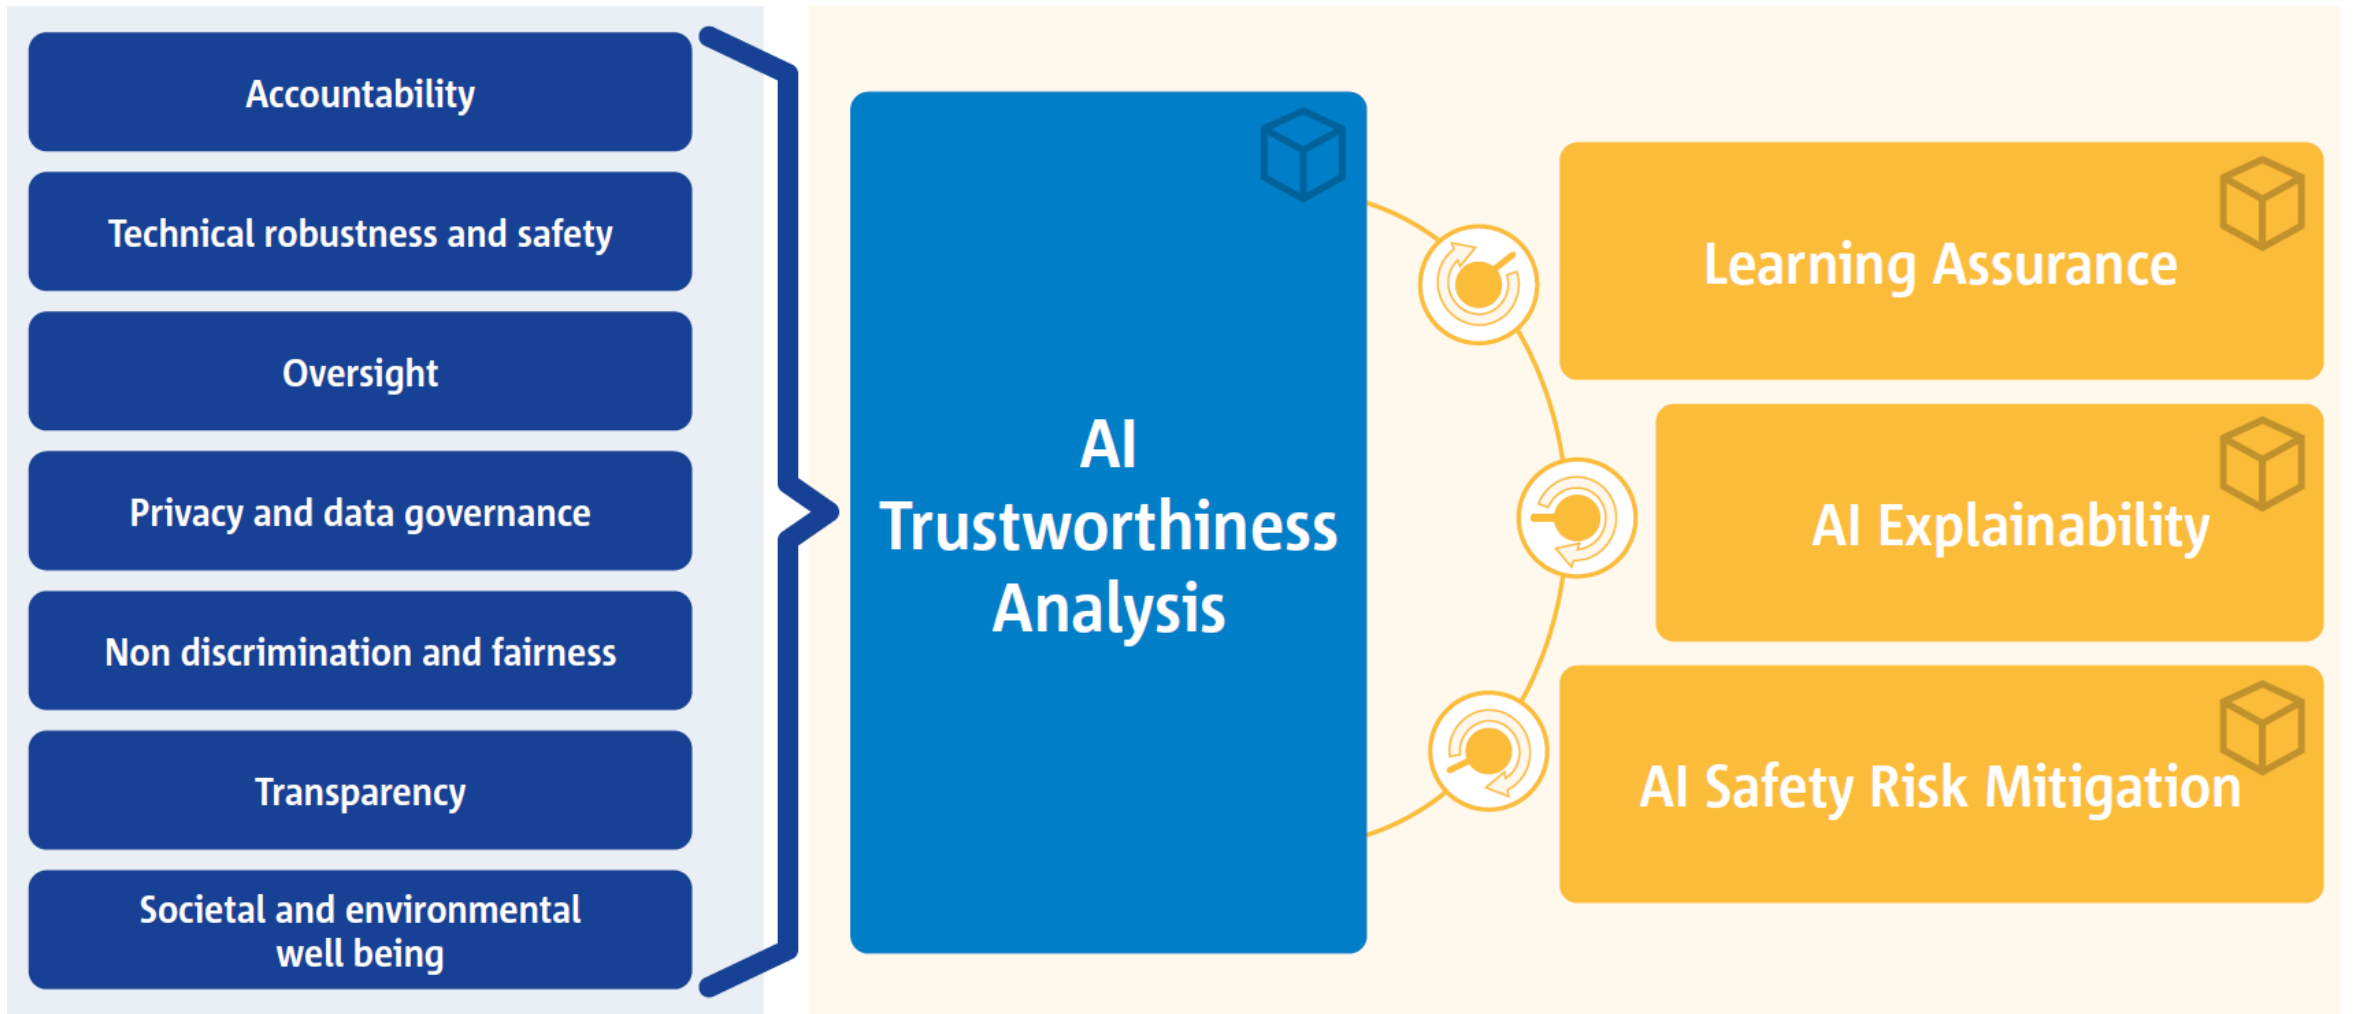 Accountability
Technical robustness and safety
Oversight
Privacy and data governance
Non discrimination and fairness
Transparency
Societal and environmental
well being
AI
Trustworthiness
Analysis
Learning Assurance
AI Explainability
AI Safety Risk Mitigation